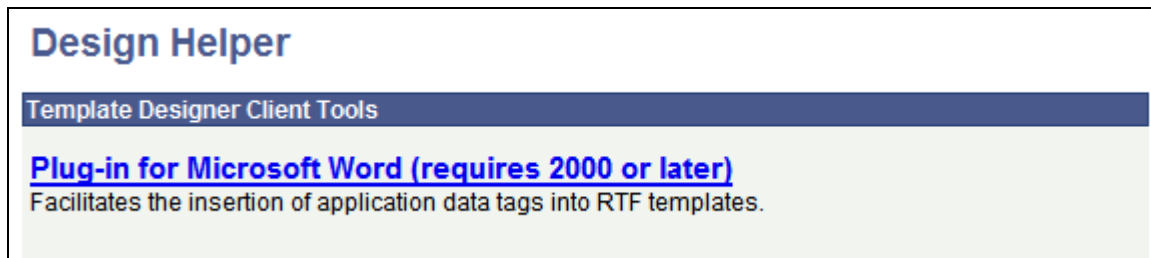 Design Helper
Template Designer Client Tools
Plug-in for Microsoft Word (requires 2000 or later)
Facilitates the insertion of application data tags into RTF templates.